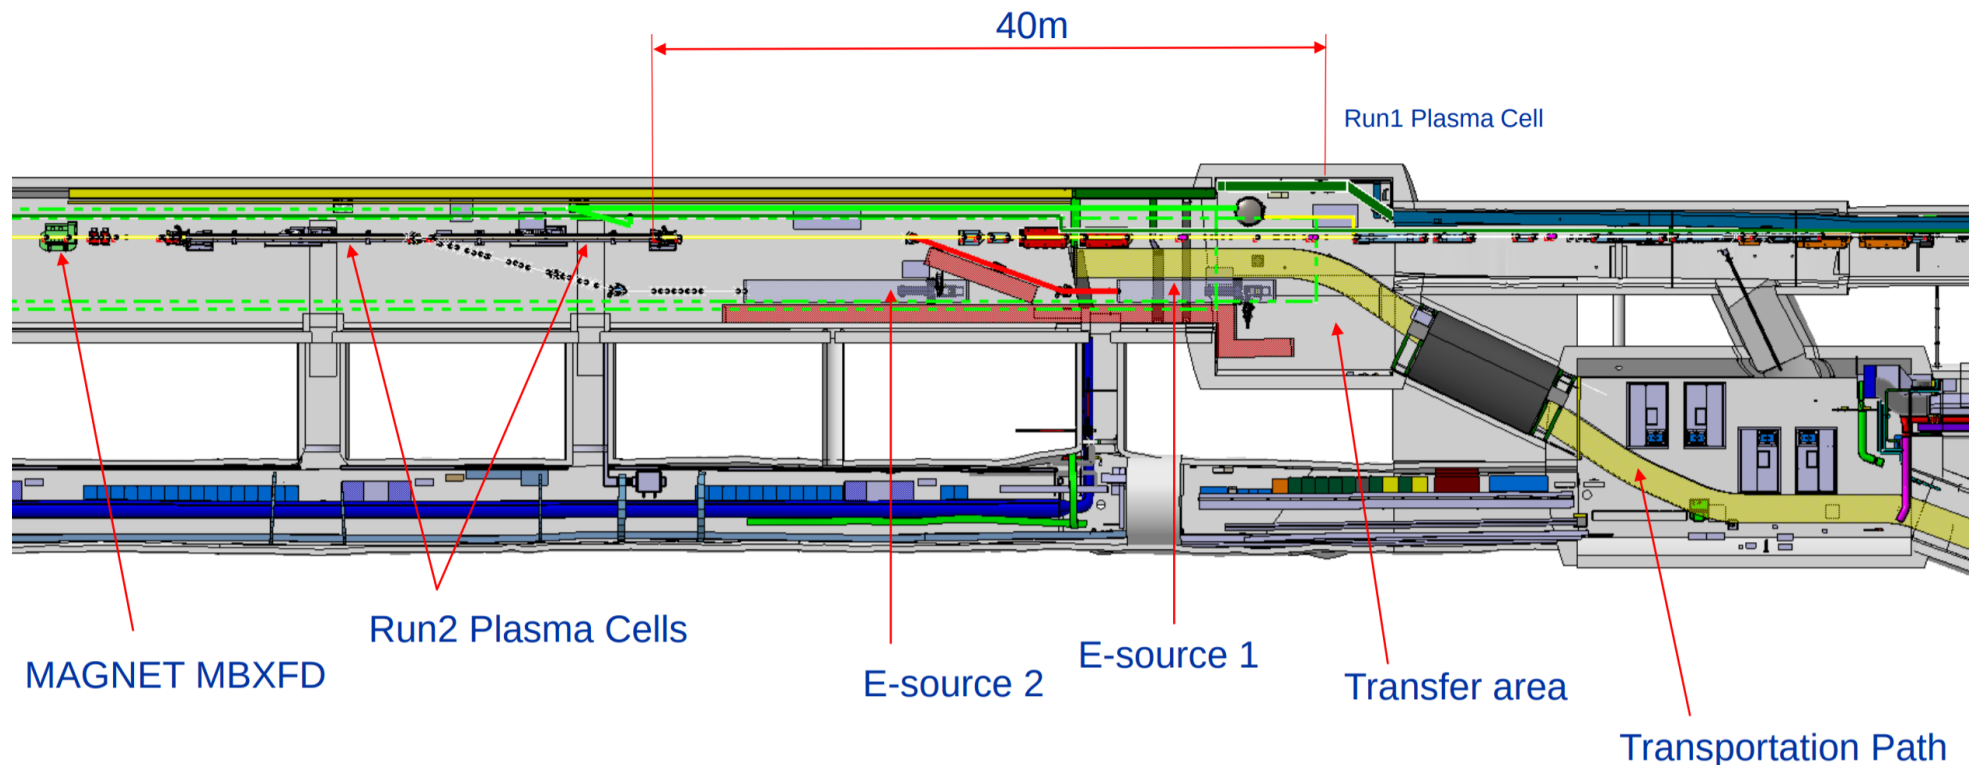 40m
Run1 Plasma Cell
Run2 Plasma Cells
MAGNET MBXFD
E-source 2
E-source 1
Transfer area
Transportation Path